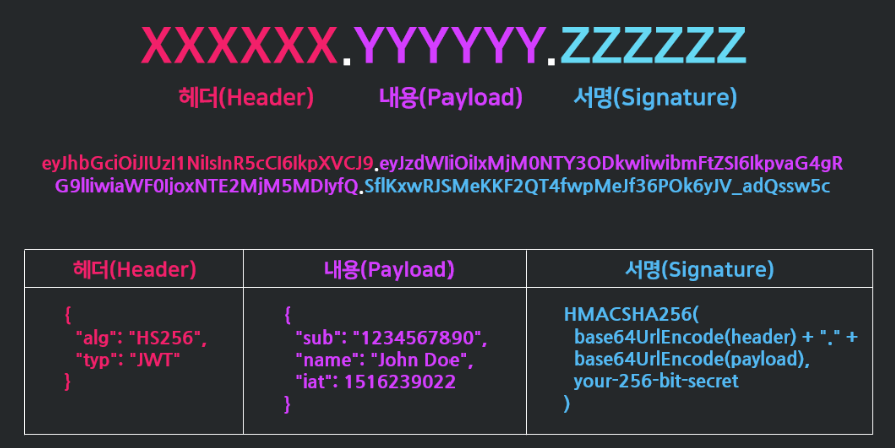 XXXXXX.YYYYYY.ZZZZZZ
헤더(Header) 내용(Payload) 서명(Signature)
eyJhbGciOiJIUzI1NiIsInR5cCI6IkpXVCJ9.eyJzdWIiOiIxMjM0NTY3ODkwIiwibmFtZSI6IkpvaG4gR
G9lIiwiaWF0IjoxNTE2MjM5MDIyfQ.SflKxwRJSMeKKF2QT4fwpMeJf36POk6yJV_adQssw5c
헤더(Header) 내용(Payload) 서명(Signature)
{
"alg": "HS256",
"typ": "JWT"
}
{
"sub": "1234567890",
"name": "John Doe",
"iat": 1516239022
}
HMACSHA256(
base64UrlEncode(header) + "." +
base64UrlEncode(payload),
your-256-bit-secret
)